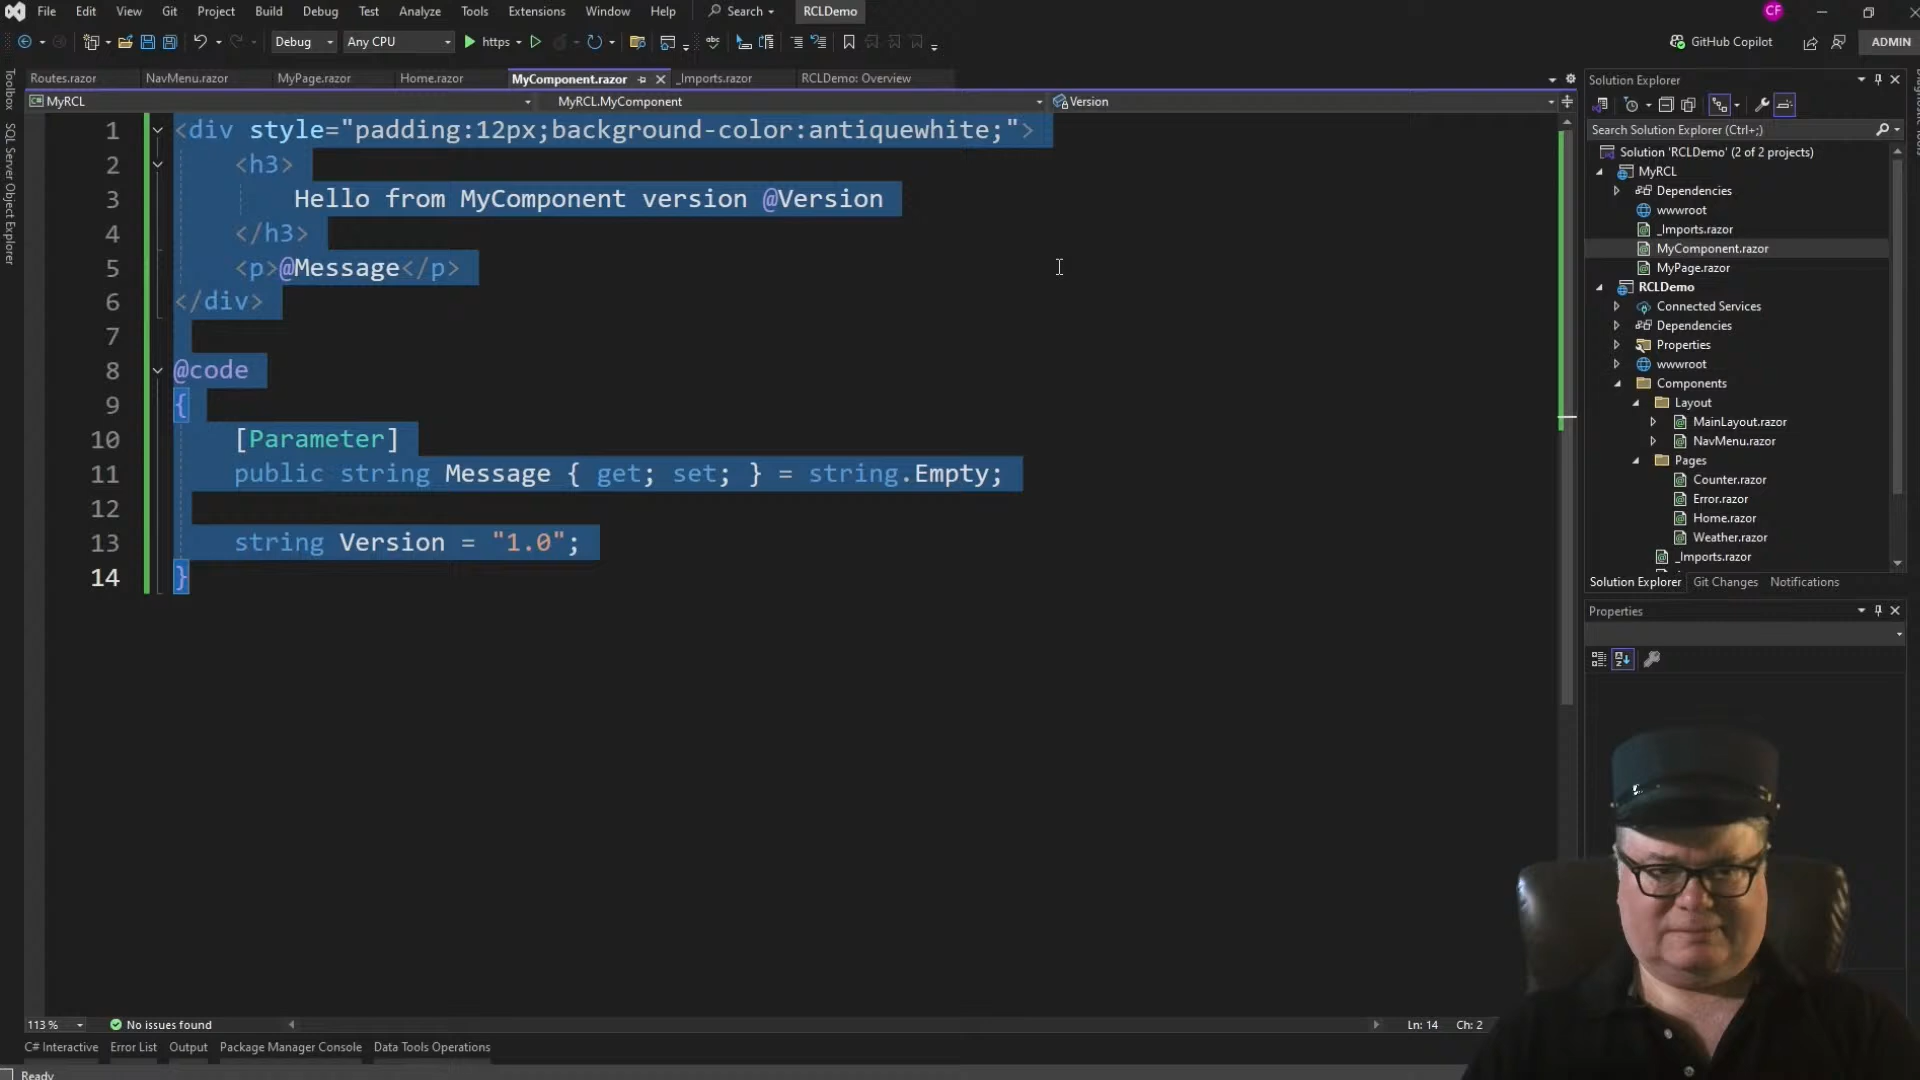 File Edit View Git Project Build Debug Test Analyze Tools Extensions Window Help Search RCLDemo CF
Debug Any CPU https GitHub Copilot ADMIN
Routes.razor NavMenu.razor MyPage.razor Home.razor MyComponent.razor _Imports.razor RCLDemo: Overview
MyRCL MyRCL.MyComponent Version
1 <div style="padding:12px;background-color:antiquewhite;">
2 <h3>
3 Hello from MyComponent version @Version
4 </h3>
5 <p>@Message</p>
6 </div>
7
8 @code
9 {
10 [Parameter]
11 public string Message { get; set; } = string.Empty;
12
13 string Version = "1.0";
14 }
113 % No issues found Ln: 14 Ch: 2
C# Interactive Error List Output Package Manager Console Data Tools Operations
Ready
Toolbox
SQL Server Object Explorer
Solution Explorer
Search Solution Explorer (Ctrl+;)
Solution 'RCLDemo' (2 of 2 projects)
MyRCL
Dependencies
wwwroot
_Imports.razor
MyComponent.razor
MyPage.razor
RCLDemo
Connected Services
Dependencies
Properties
wwwroot
Components
Layout
MainLayout.razor
NavMenu.razor
Pages
Counter.razor
Error.razor
Home.razor
Weather.razor
_Imports.razor
Solution Explorer Git Changes Notifications
Properties